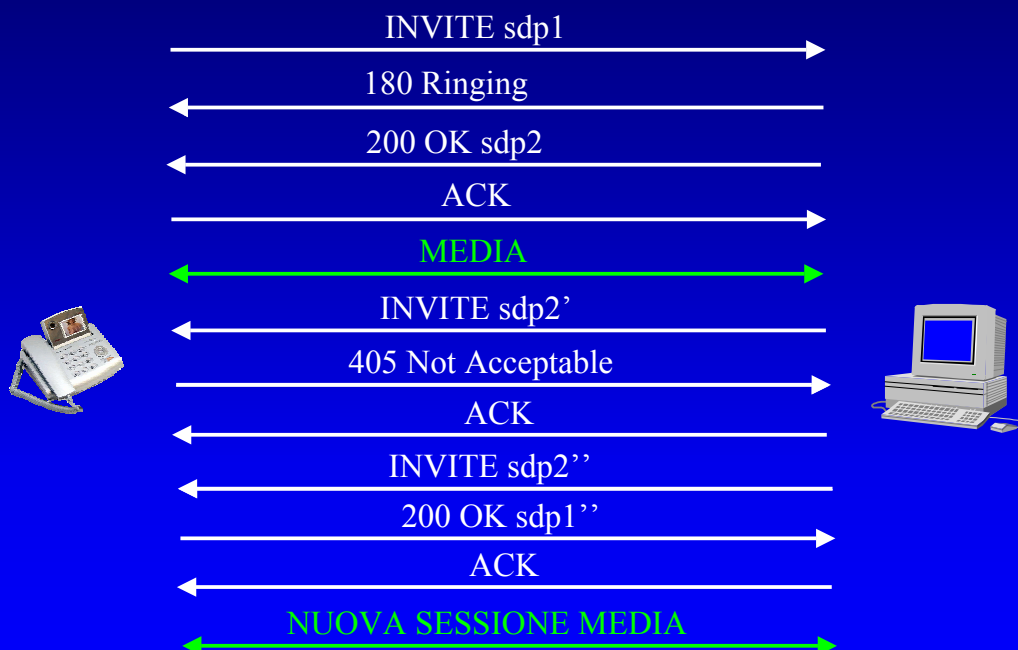 INVITE sdp1
180 Ringing
200 OK sdp2
ACK
MEDIA
INVITE sdp2’
405 Not Acceptable
ACK
INVITE sdp2’’
200 OK sdp1’’
ACK
NUOVA SESSIONE MEDIA